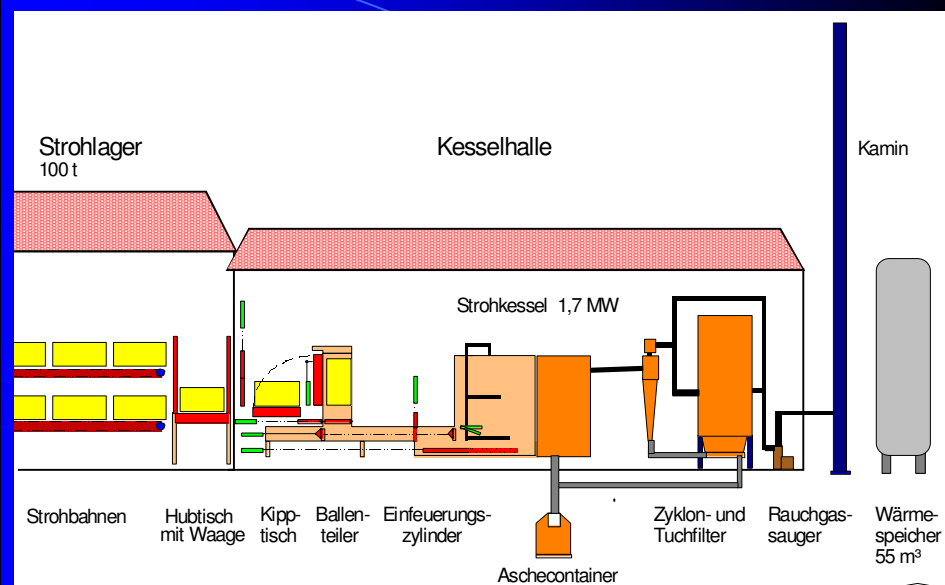 Strohlager
100 t
Kesselhalle
Kamin
Strohkessel 1,7 MW
Strohbahnen
Hubtisch
mit Waage
Kipp-
tisch
Ballen-
teiler
Einfeuerungs-
zylinder
Zyklon- und
Tuchfilter
Rauchgas-
sauger
Wärme-
speicher
55 m³
Aschecontainer